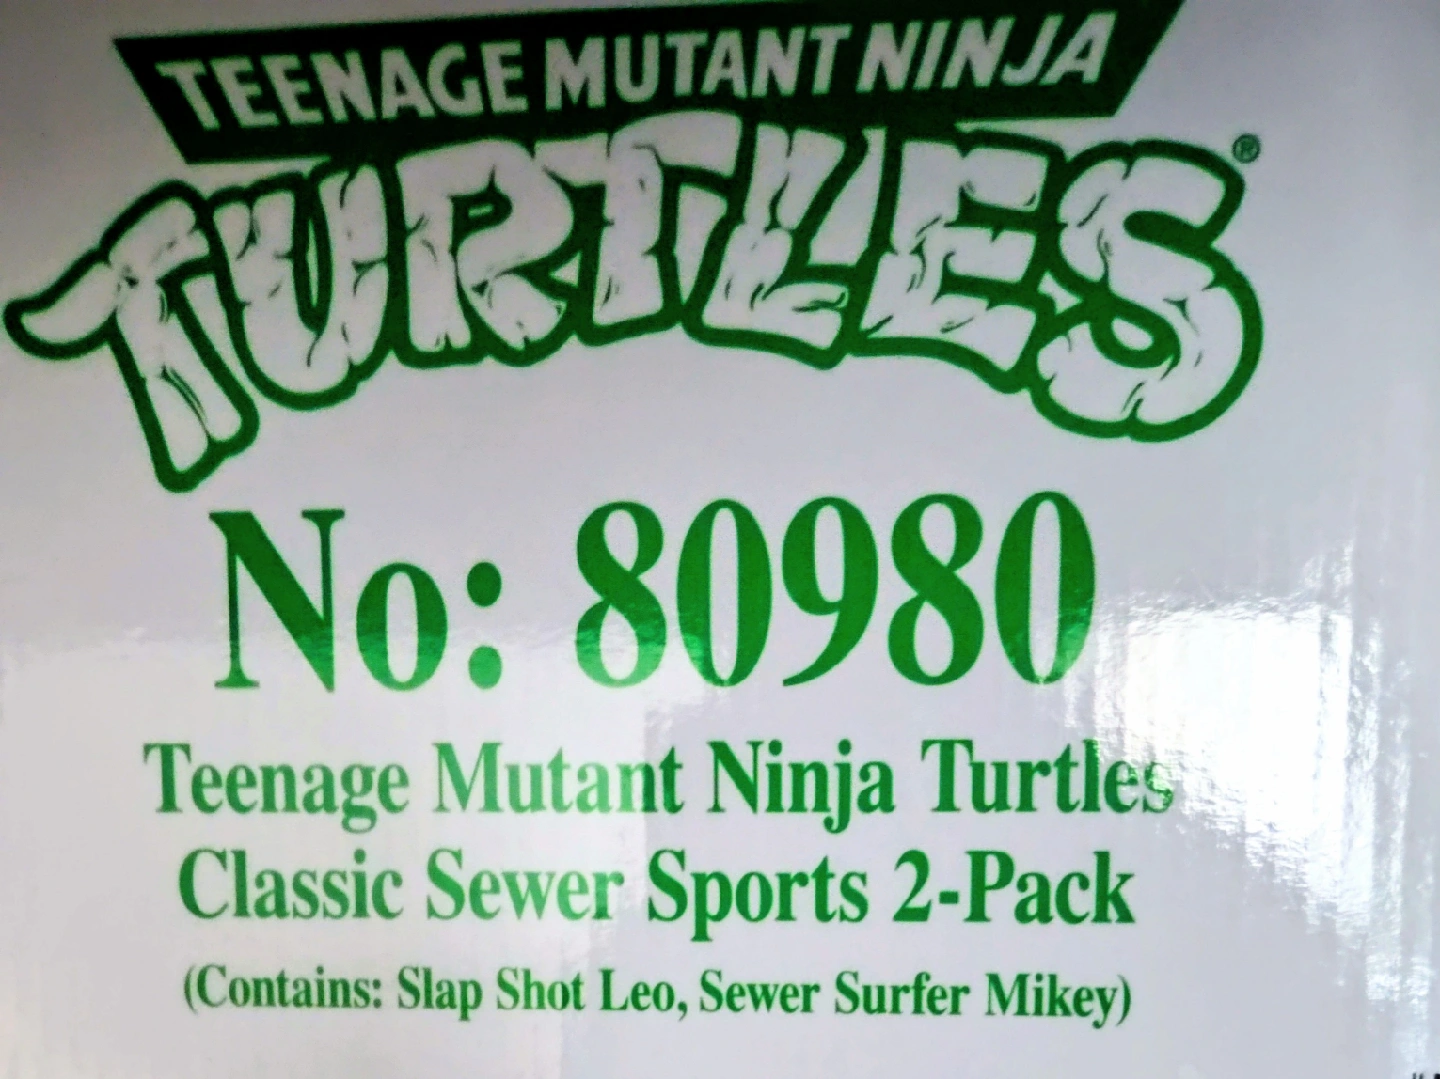 TEENAGE MUTANT NINJA
TURTLES®
No: 80980
Teenage Mutant Ninja Turtles
Classic Sewer Sports 2-Pack
(Contains: Slap Shot Leo, Sewer Surfer Mikey)